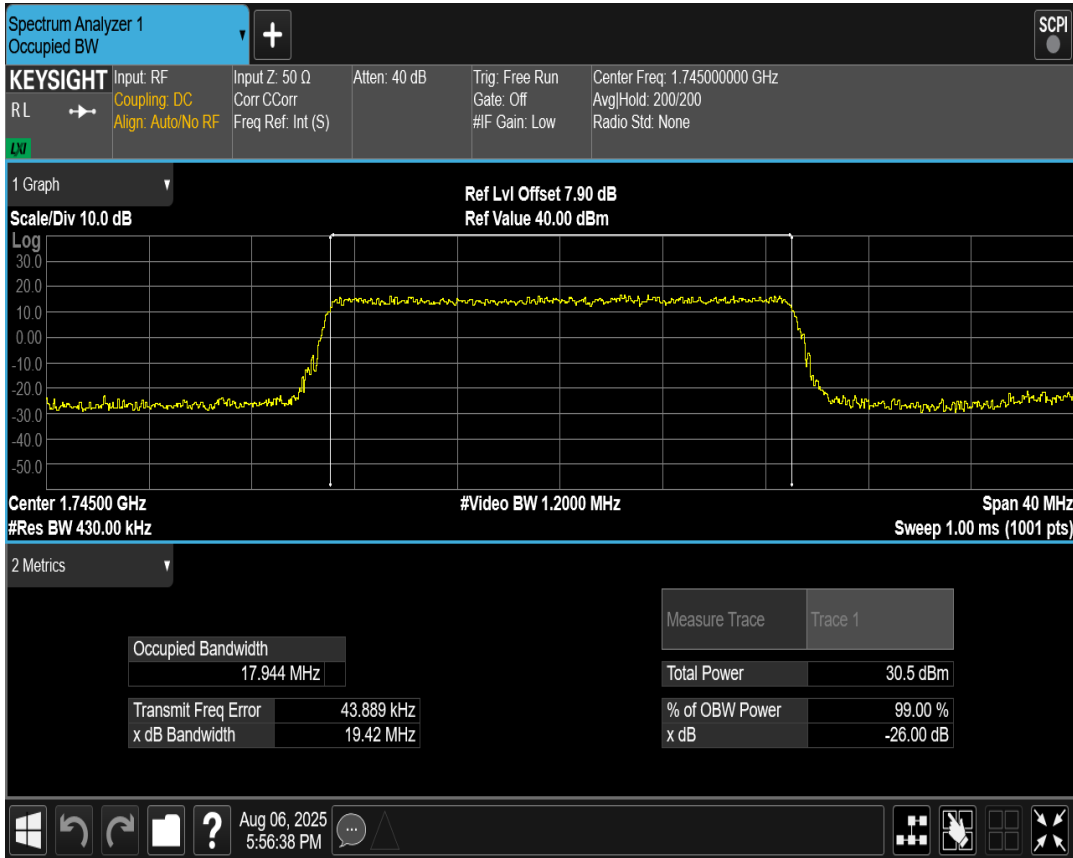 Spectrum Analyzer 1
Occupied BW
+
SCPI
KEYSIGHT
RL
LXI
Input: RF
Coupling: DC
Align: Auto/No RF
Input Z: 50 Ω
Corr CCorr
Freq Ref: Int (S)
Atten: 40 dB
Trig: Free Run
Gate: Off
#IF Gain: Low
Center Freq: 1.745000000 GHz
Avg|Hold: 200/200
Radio Std: None
1 Graph
Scale/Div 10.0 dB
Ref Lvl Offset 7.90 dB
Ref Value 40.00 dBm
Log
30.0
20.0
10.0
0.00
-10.0
-20.0
-30.0
-40.0
-50.0
Center 1.74500 GHz
#Video BW 1.2000 MHz
Span 40 MHz
#Res BW 430.00 kHz
Sweep 1.00 ms (1001 pts)
2 Metrics
Measure Trace Trace 1
Occupied Bandwidth
17.944 MHz
Total Power 30.5 dBm
Transmit Freq Error 43.889 kHz
% of OBW Power 99.00 %
x dB Bandwidth 19.42 MHz
x dB -26.00 dB
?
Aug 06, 2025
5:56:38 PM